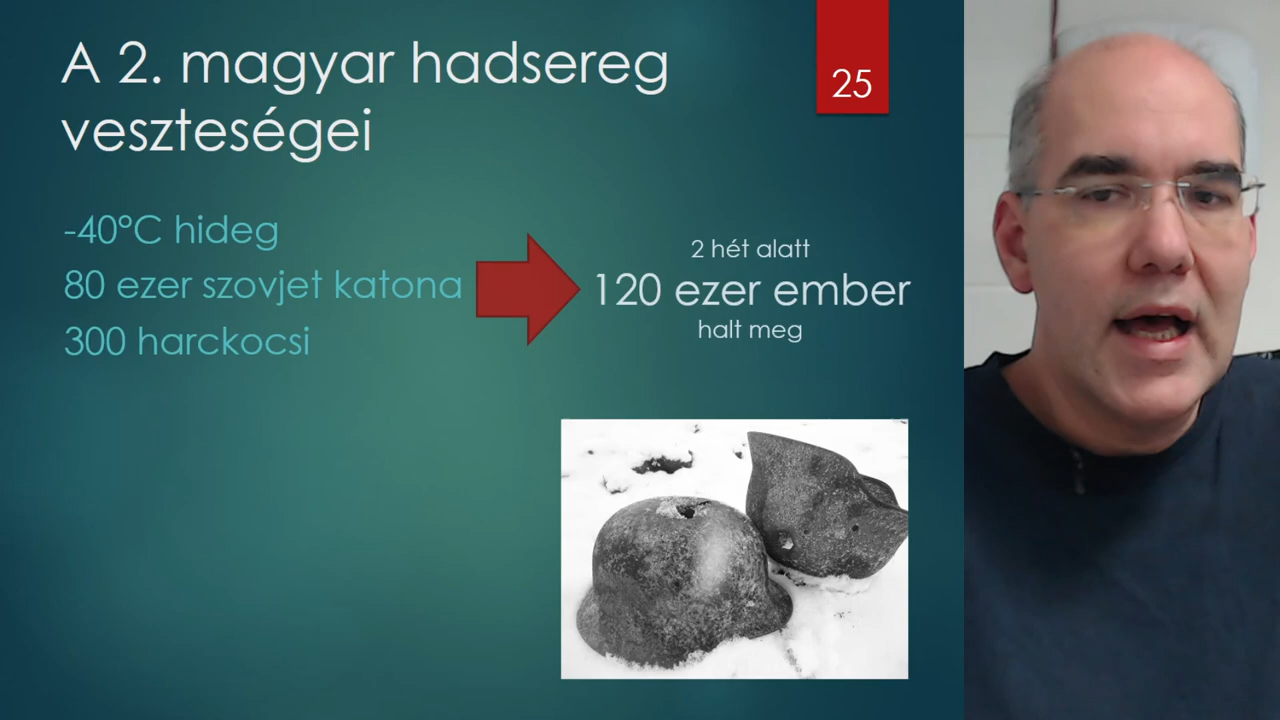 A 2. magyar hadsereg
veszteségei
25
-40°C hideg
80 ezer szovjet katona
300 harckocsi
2 hét alatt
120 ezer ember
halt meg